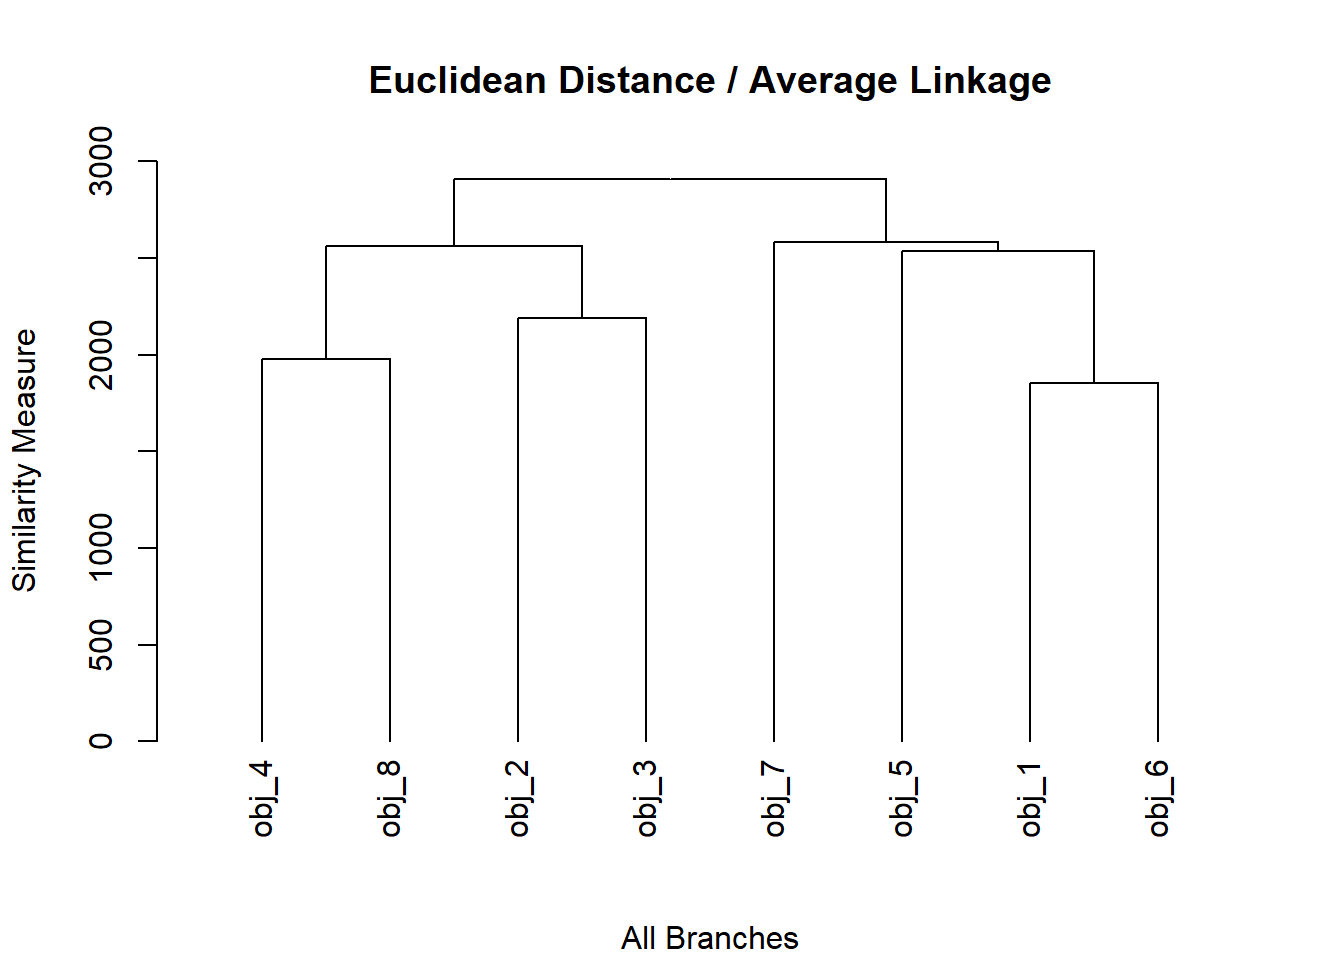 Euclidean Distance / Average Linkage
Similarity Measure
3000
2000
1000
500
0
obj_4
obj_8
obj_2
obj_3
obj_7
obj_5
obj_1
obj_6
All Branches